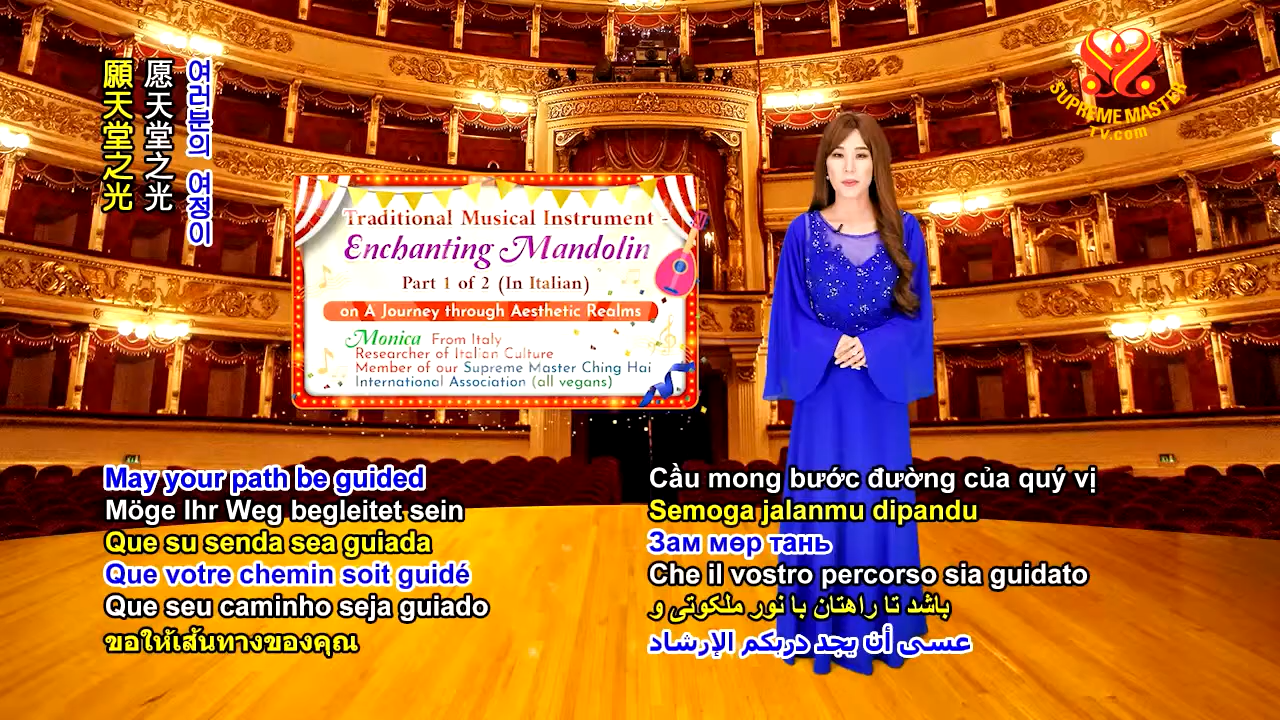 願天堂之光
愿天堂之光
여러분의 여정이
SUPREME MASTER
TV.com
Traditional Musical Instrument -
Enchanting Mandolin
Part 1 of 2 (In Italian)
on A Journey through Aesthetic Realms
Monica From Italy
Researcher of Italian Culture
Member of our Supreme Master Ching Hai
International Association (all vegans)
May your path be guided
Möge Ihr Weg begleitet sein
Que su senda sea guiada
Que votre chemin soit guidé
Que seu caminho seja guiado
ขอให้เส้นทางของคุณ
Cầu mong bước đường của quý vị
Semoga jalanmu dipandu
Зам мөр тань
Che il vostro percorso sia guidato
باشد تا راهتان با نور ملکوتی و
عسى أن يجد دربكم الإرشاد